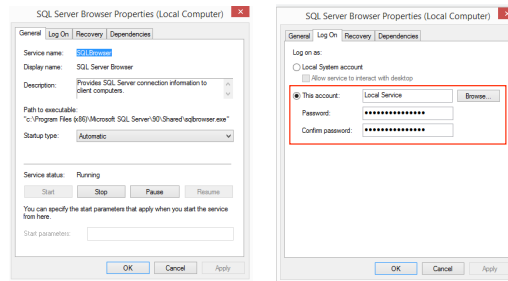 SQL Server Browser Properties (Local Computer)
General Log On Recovery Dependencies
Service name: SQLBrowser
Display name: SQL Server Browser
Description: Provides SQL Server connection information to
client computers.
Path to executable:
"c:\Program Files (x86)\Microsoft SQL Server\90\Shared\sqlbrowser.exe"
Startup type: Automatic
Service status: Running
Start Stop Pause Resume
You can specify the start parameters that apply when you start the service
from here.
Start parameters:
OK Cancel Apply
SQL Server Browser Properties (Local Computer)
General Log On Recovery Dependencies
Log on as:
Local System account
Allow service to interact with desktop
This account: Local Service Browse...
Password: •••••••••••••••
Confirm password: •••••••••••••••
OK Cancel Apply